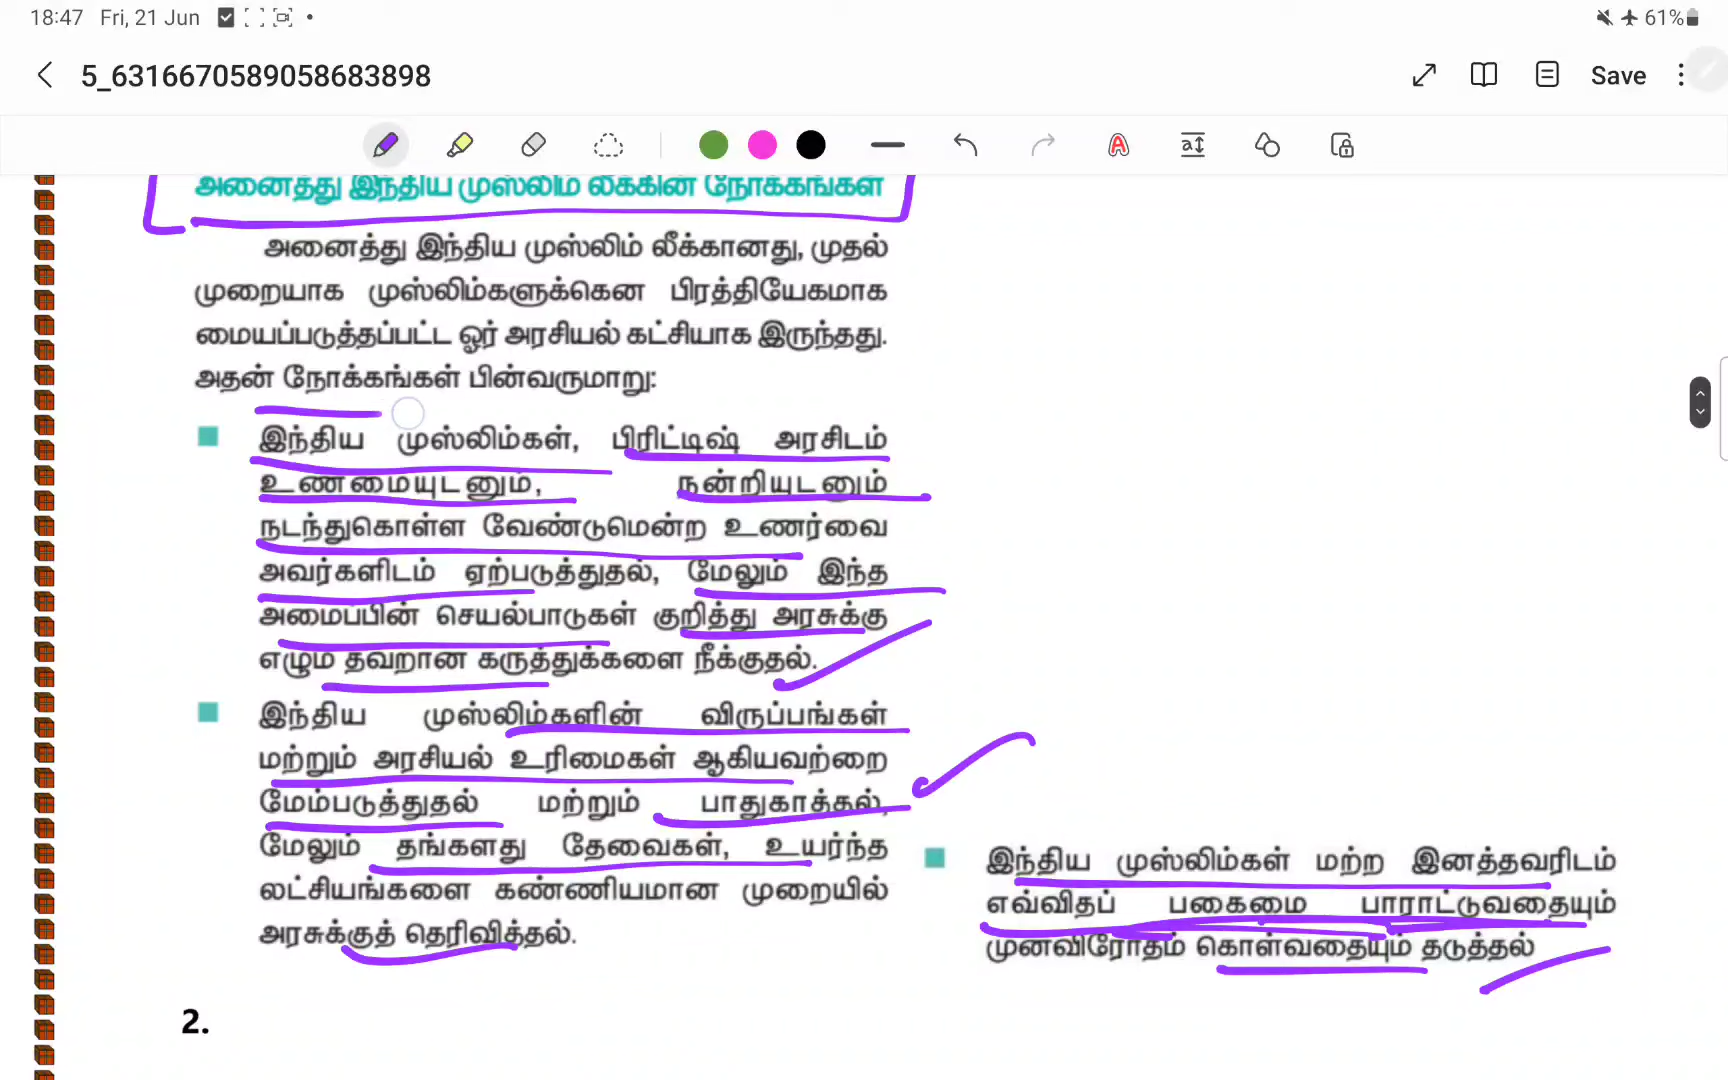 18:47 Fri, 21 Jun
61%
5_6316670589058683898
Save
அனைத்து இந்திய முஸ்லிம் லீக்கின் நோக்கங்கள்
அனைத்து இந்திய முஸ்லிம் லீக்கானது, முதல்
முறையாக முஸ்லிம்களுக்கென பிரத்தியேகமாக
மையப்படுத்தப்பட்ட ஓர் அரசியல் கட்சியாக இருந்தது.
அதன் நோக்கங்கள் பின்வருமாறு:
இந்திய முஸ்லிம்கள், பிரிட்டிஷ் அரசிடம்
உண்மையுடனும், நன்றியுடனும்
நடந்துகொள்ள வேண்டுமென்ற உணர்வை
அவர்களிடம் ஏற்படுத்துதல், மேலும் இந்த
அமைப்பின் செயல்பாடுகள் குறித்து அரசுக்கு
எழும் தவறான கருத்துக்களை நீக்குதல்.
இந்திய முஸ்லிம்களின் விருப்பங்கள்
மற்றும் அரசியல் உரிமைகள் ஆகியவற்றை
மேம்படுத்துதல் மற்றும் பாதுகாத்தல்,
மேலும் தங்களது தேவைகள், உயர்ந்த
லட்சியங்களை கண்ணியமான முறையில்
அரசுக்குத் தெரிவித்தல்.
இந்திய முஸ்லிம்கள் மற்ற இனத்தவரிடம்
எவ்விதப் பகைமை பாராட்டுவதையும்
முன்விரோதம் கொள்வதையும் தடுத்தல்
2.